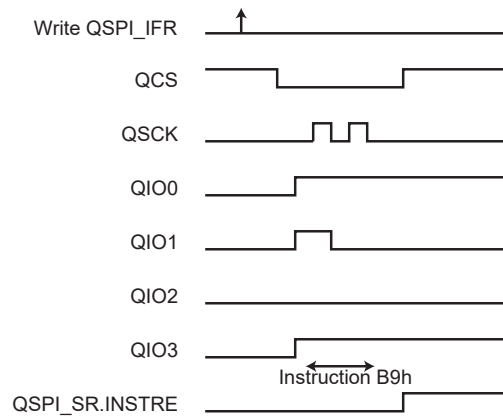 Write QSPI_IFR
QCS
QSCK
QIO0
QIO1
QIO2
QIO3
Instruction B9h
QSPI_SR.INSTRE